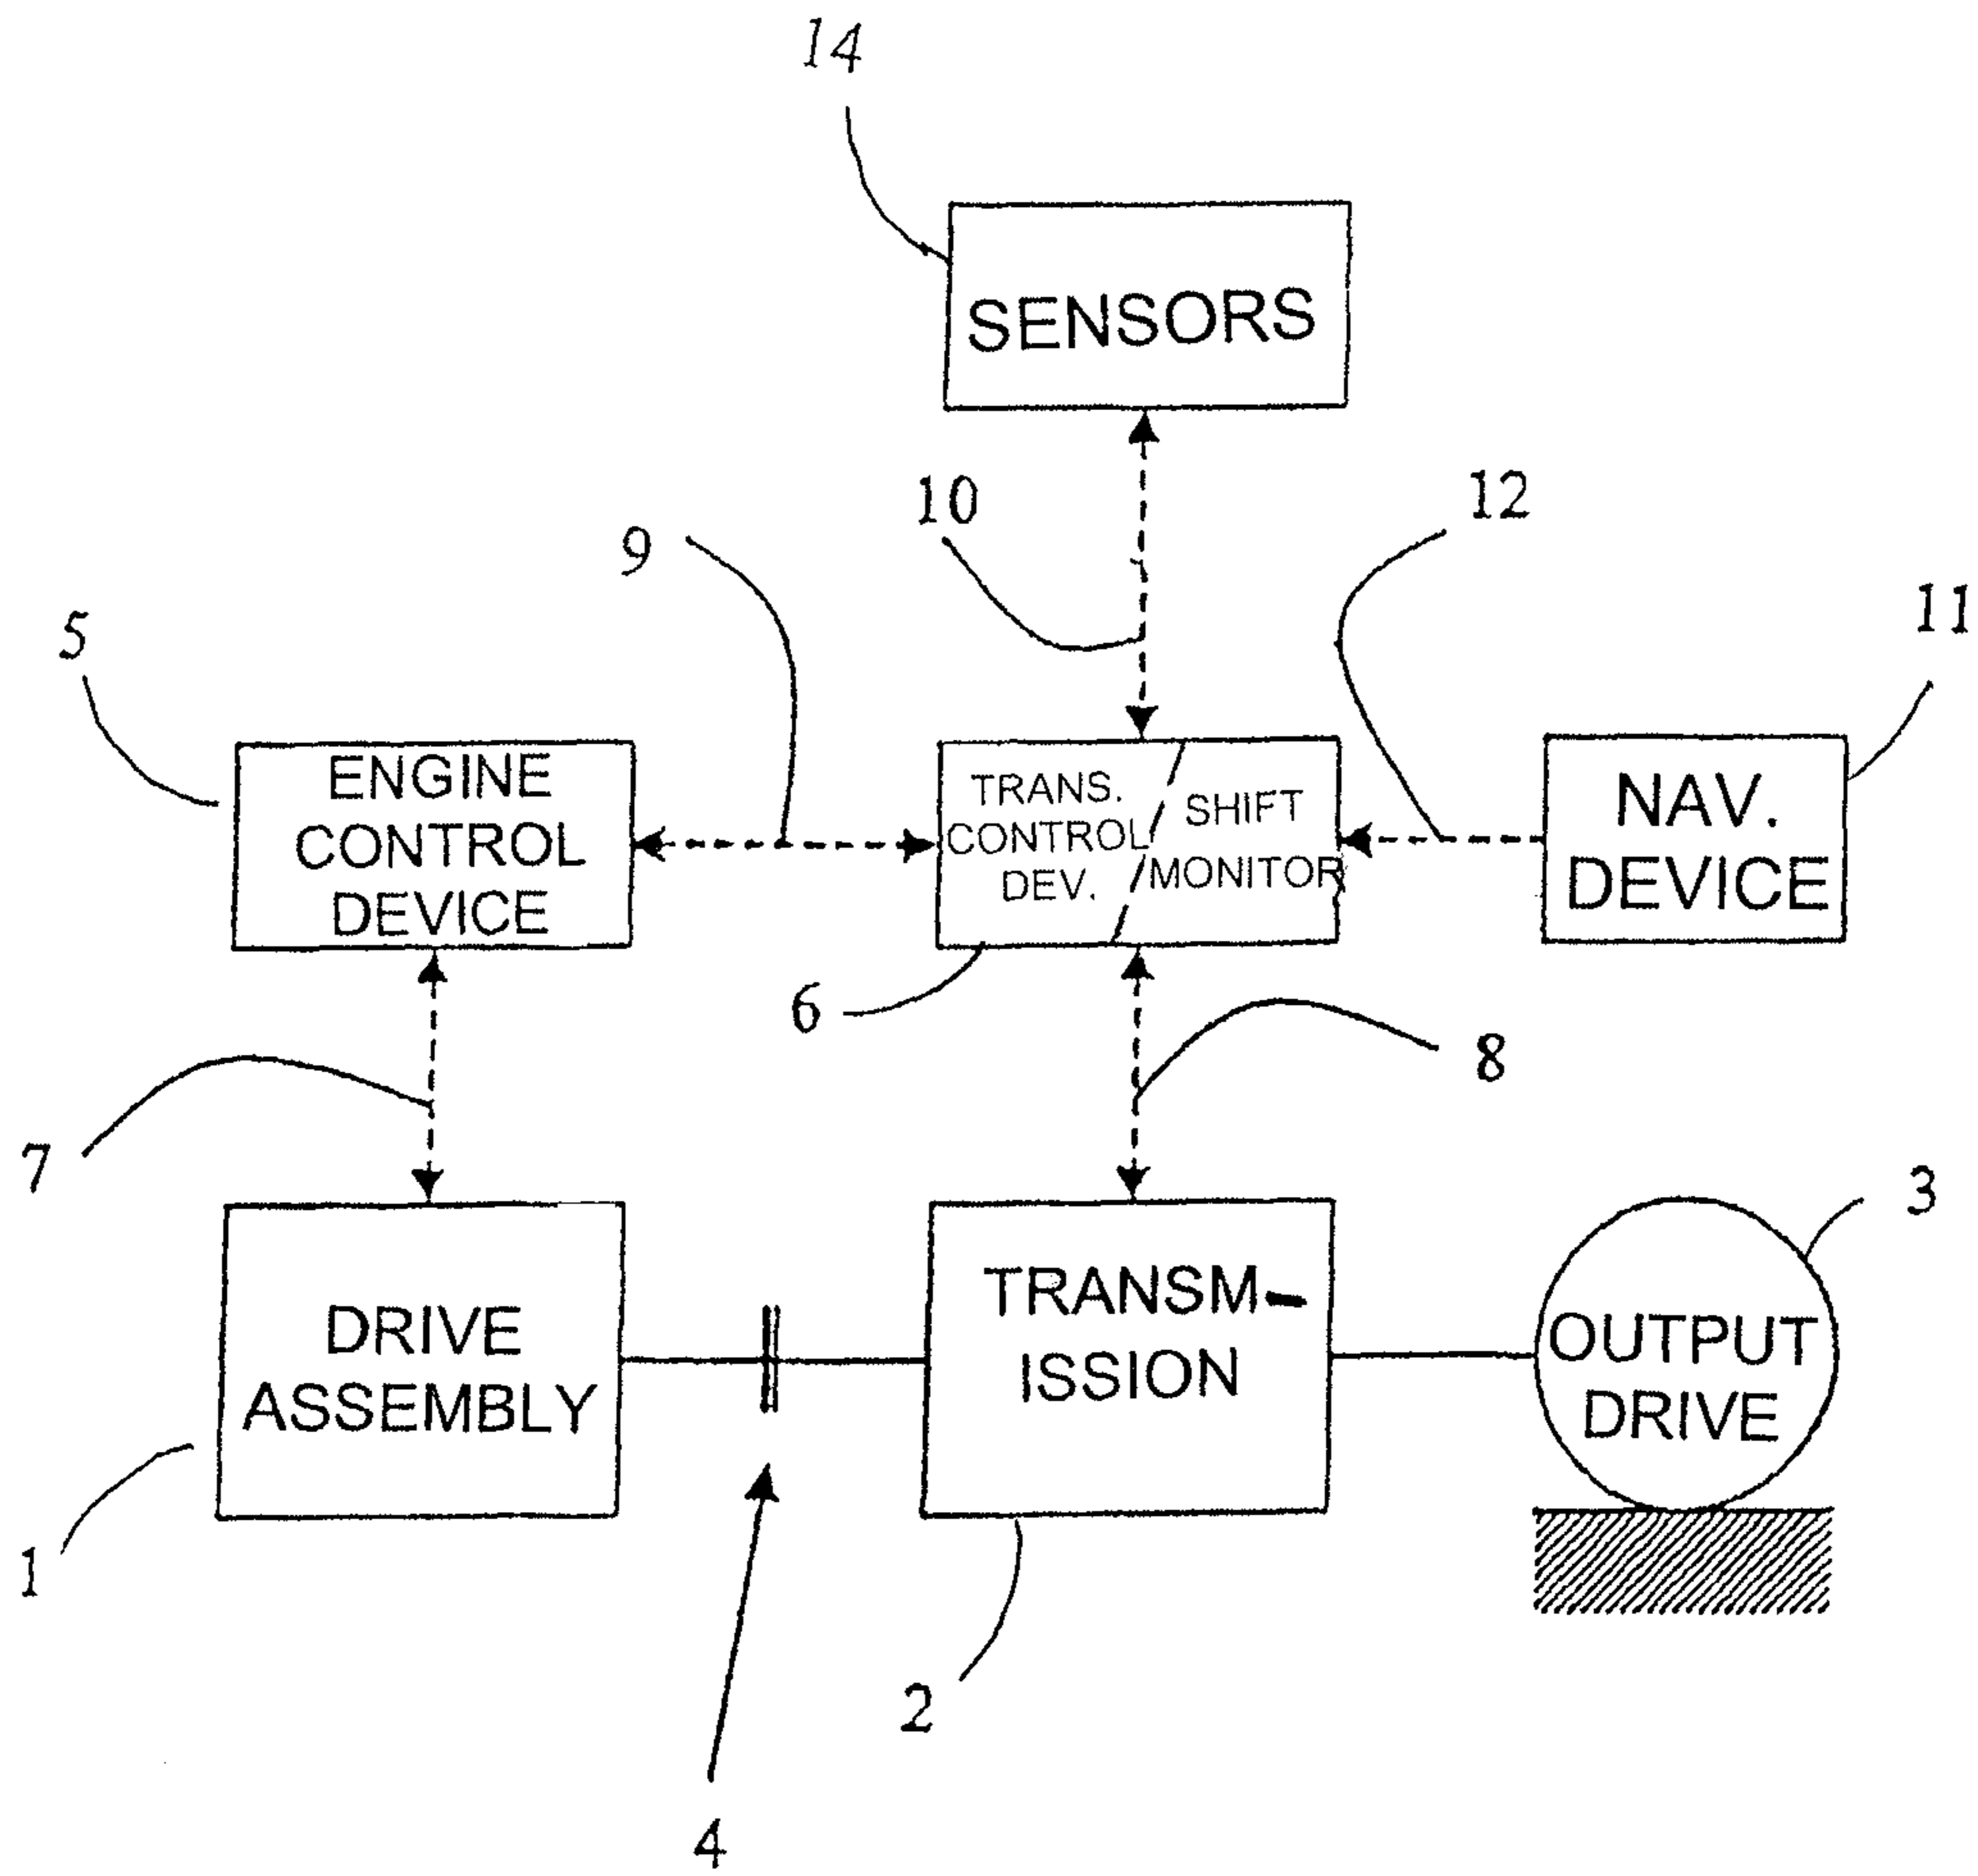 14
SENSORS
10
12
9
11
5
ENGINE
CONTROL
DEVICE
TRANS.
CONTROL
DEV.
SHIFT
MONITOR
NAV.
DEVICE
6
8
7
3
DRIVE
ASSEMBLY
TRANSM-
ISSION
OUTPUT
DRIVE
1
2
4